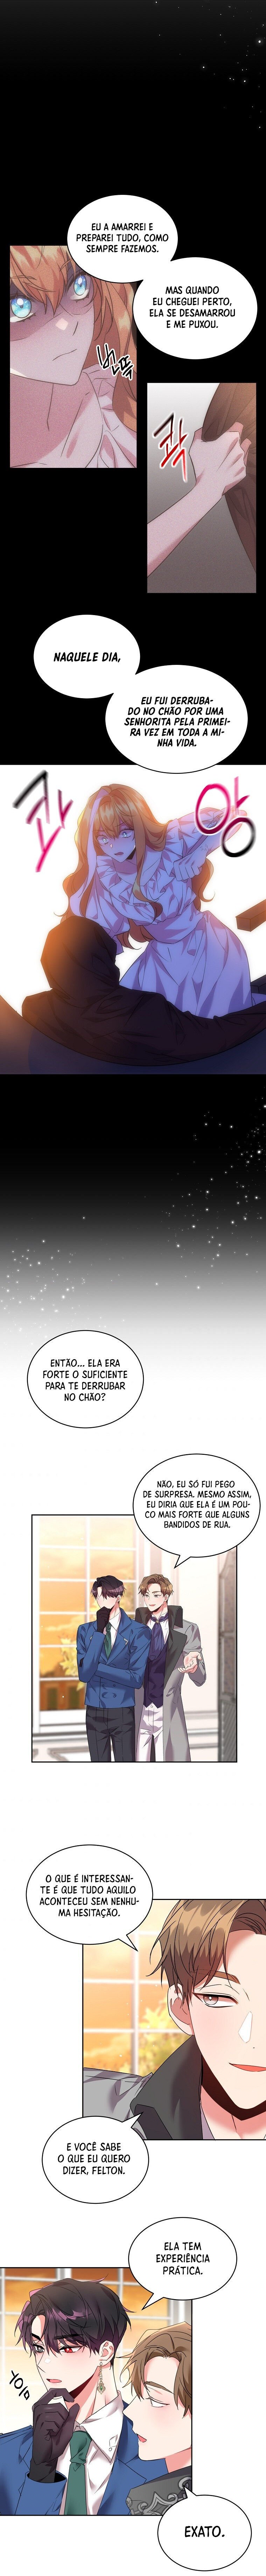 EU A AMARREI E
PREPAREI TUDO, COMO
SEMPRE FAZEMOS.
MAS QUANDO
EU CHEGUEI PERTO,
ELA SE DESAMARROU
E ME PUXOU.
콱
NAQUELE DIA,
EU FUI DERRUBA-
DO NO CHÃO POR UMA
SENHORITA PELA PRIMEI-
RA VEZ EM TODA A MI-
NHA VIDA.
ENTÃO... ELA ERA
FORTE O SUFICIENTE
PARA TE DERRUBAR
NO CHÃO?
NÃO, EU SÓ FUI PEGO
DE SURPRESA. MESMO ASSIM,
EU DIRIA QUE ELA É UM POU-
CO MAIS FORTE QUE ALGUNS
BANDIDOS DE RUA.
O QUE É INTERESSAN-
TE É QUE TUDO AQUILO
ACONTECEU SEM NENHU-
MA HESITAÇÃO.
E VOCÊ SABE
O QUE EU QUERO
DIZER, FELTON.
ELA TEM
EXPERIÊNCIA
PRÁTICA.
EXATO.